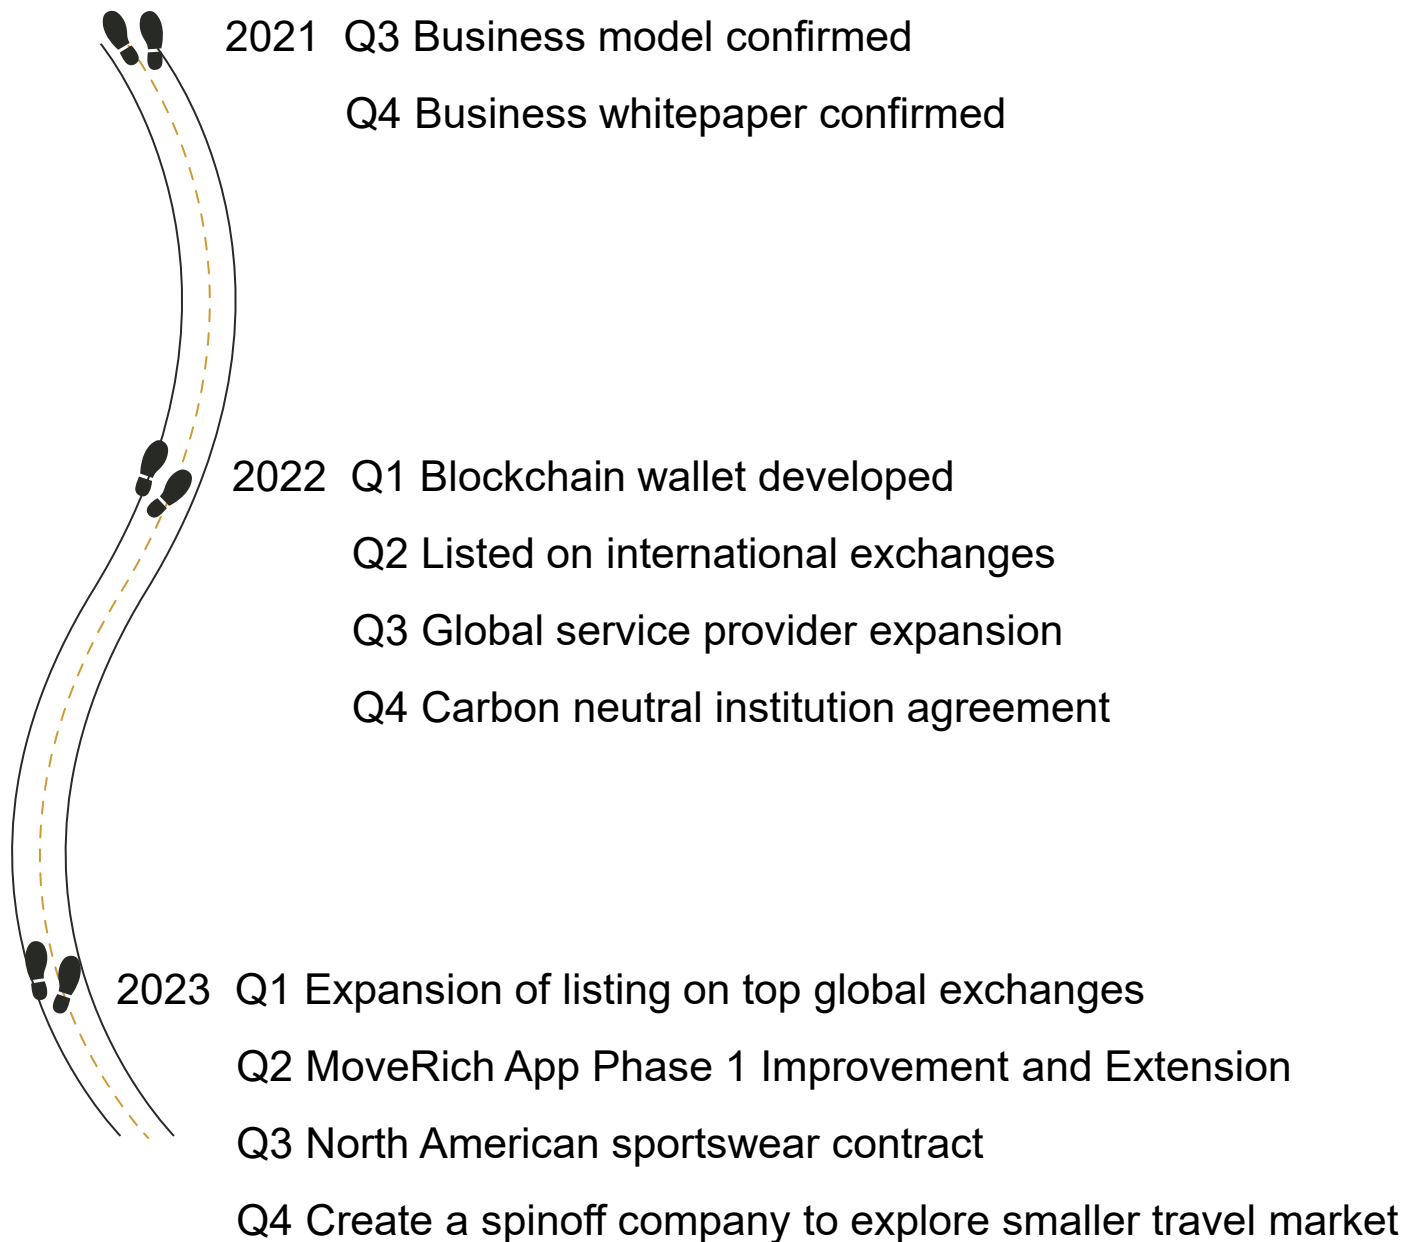 2021 Q3 Business model confirmed
Q4 Business whitepaper confirmed
2022 Q1 Blockchain wallet developed
Q2 Listed on international exchanges
Q3 Global service provider expansion
Q4 Carbon neutral institution agreement
2023 Q1 Expansion of listing on top global exchanges
Q2 MoveRich App Phase 1 Improvement and Extension
Q3 North American sportswear contract
Q4 Create a spinoff company to explore smaller travel market